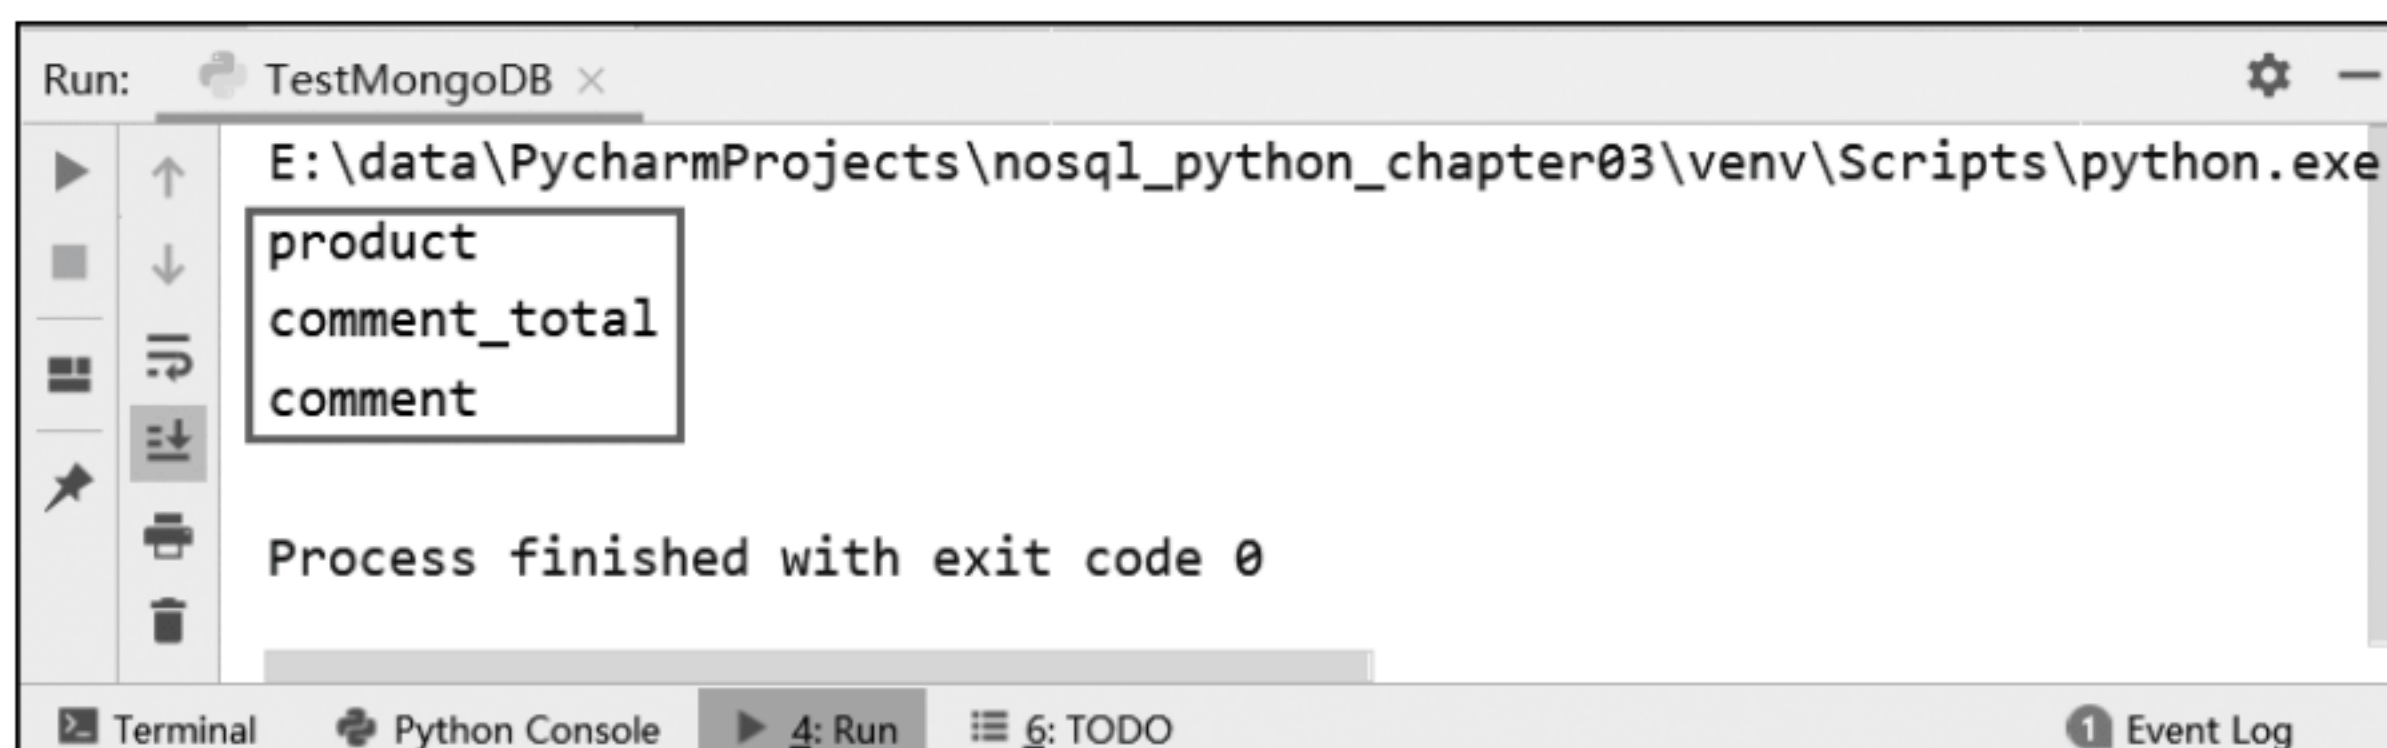 Run: TestMongoDB
E:\data\PycharmProjects\nosql_python_chapter03\venv\Scripts\python.exe
product
comment_total
comment
Process finished with exit code 0
Terminal Python Console 4: Run 6: TODO 1 Event Log